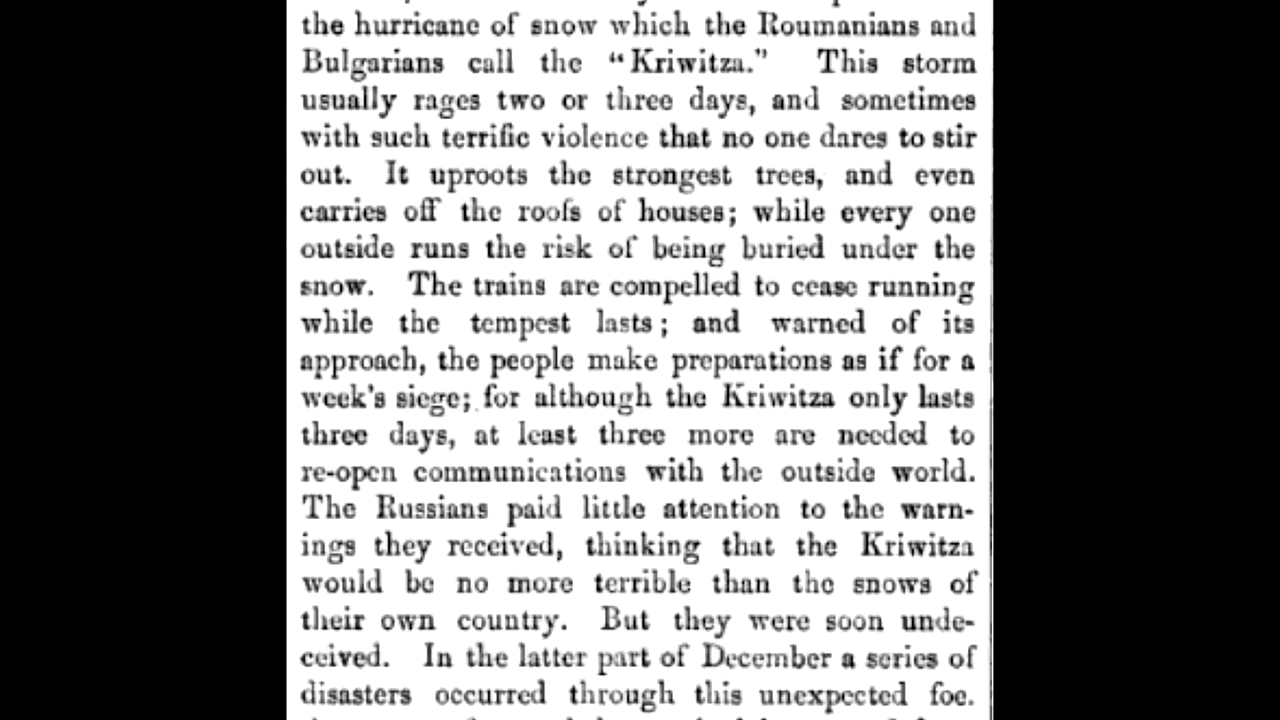 the hurricane of snow which the Roumanians and
Bulgarians call the “Kriwitza.” This storm
usually rages two or three days, and sometimes
with such terrific violence that no one dares to stir
out. It uproots the strongest trees, and even
carries off the roofs of houses; while every one
outside runs the risk of being buried under the
snow. The trains are compelled to cease running
while the tempest lasts; and warned of its
approach, the people make preparations as if for a
week's siege; for although the Kriwitza only lasts
three days, at least three more are needed to
re-open communications with the outside world.
The Russians paid little attention to the warn-
ings they received, thinking that the Kriwitza
would be no more terrible than the snows of
their own country. But they were soon unde-
ceived. In the latter part of December a series of
disasters occurred through this unexpected foe.